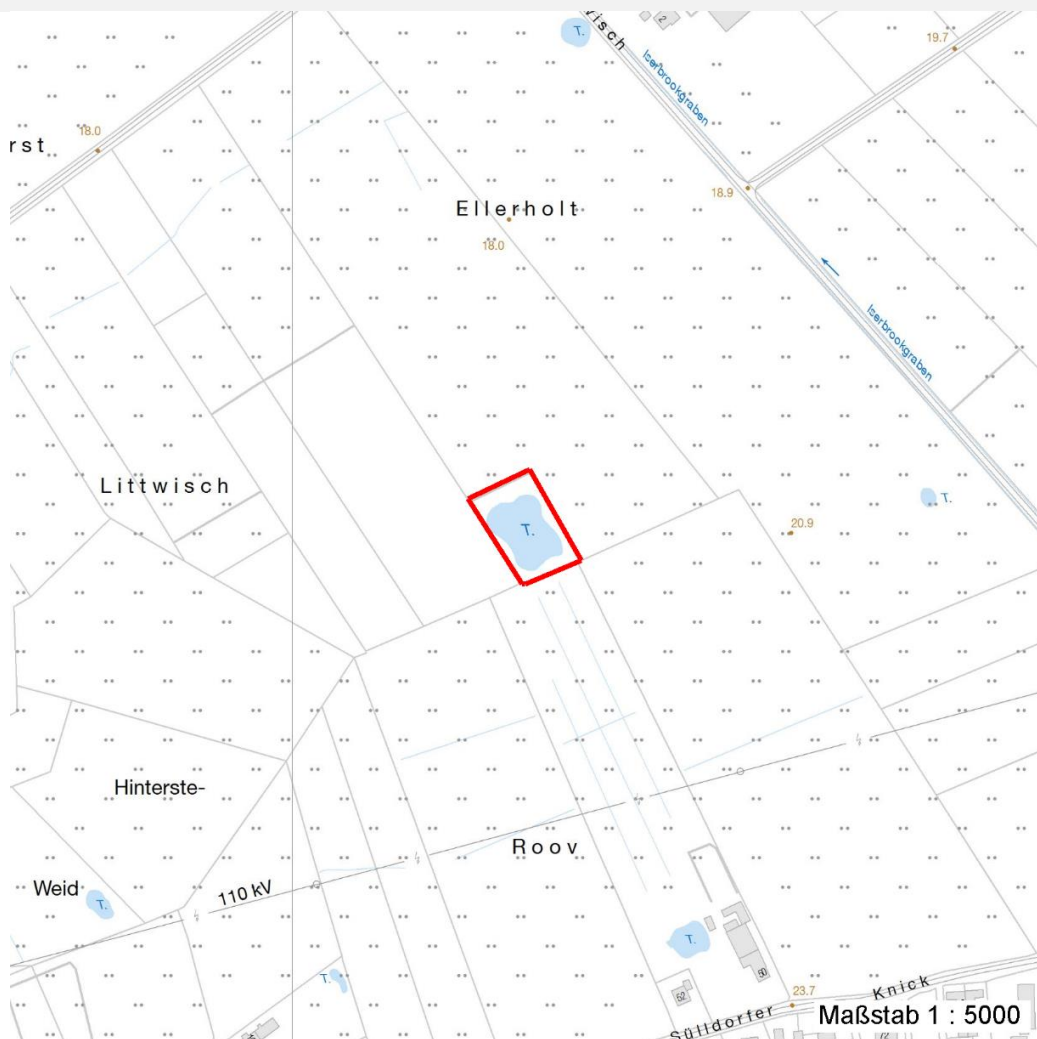 2
T.
wisch
19.7
Iserbrookgraben
18.0
rst
18.9
Ellerholt
18.0
Iserbrookgraben
Littwisch
T.
T.
20.9
Hinterste-
Roov
Weid
T.
110 kV
T.
T.
50
52
23.7
Knick
Sülldorfer
Maßstab 1 : 5000